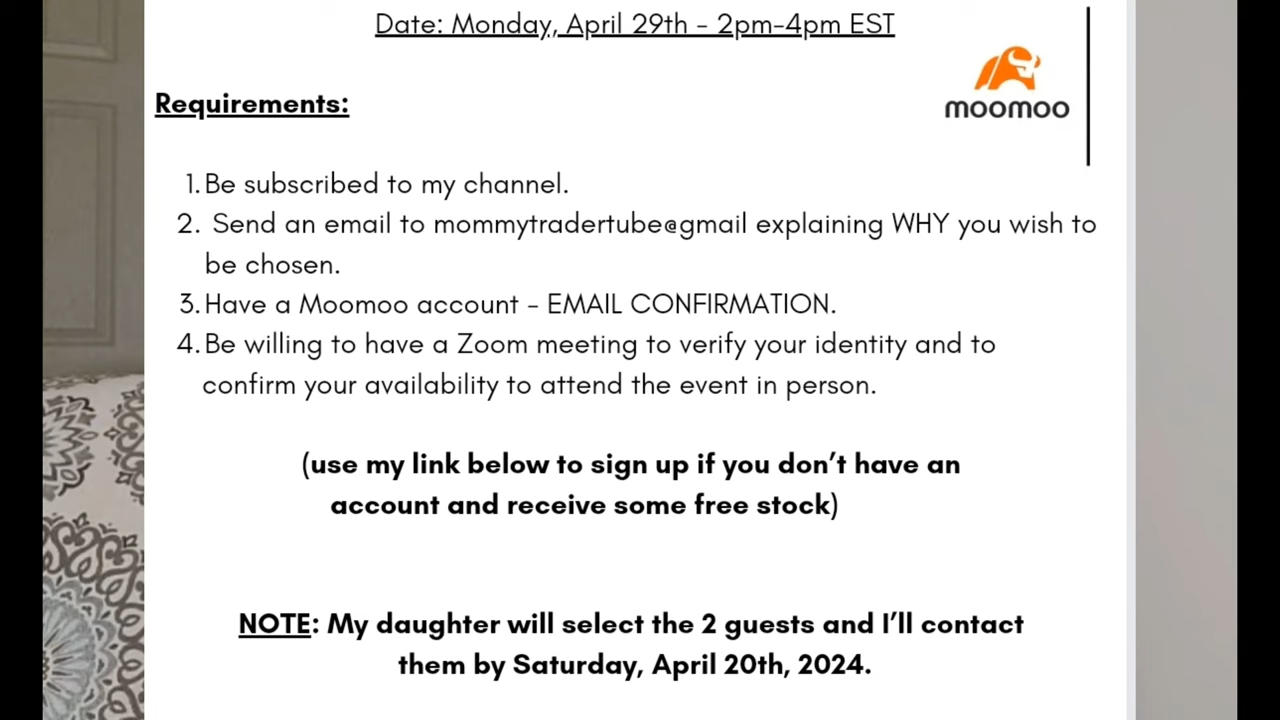 Date: Monday, April 29th - 2pm-4pm EST
moomoo
Requirements:
1. Be subscribed to my channel.
2. Send an email to mommytradertube@gmail explaining WHY you wish to
be chosen.
3. Have a Moomoo account - EMAIL CONFIRMATION.
4. Be willing to have a Zoom meeting to verify your identity and to
confirm your availability to attend the event in person.
(use my link below to sign up if you don't have an
account and receive some free stock)
NOTE: My daughter will select the 2 guests and I'll contact
them by Saturday, April 20th, 2024.